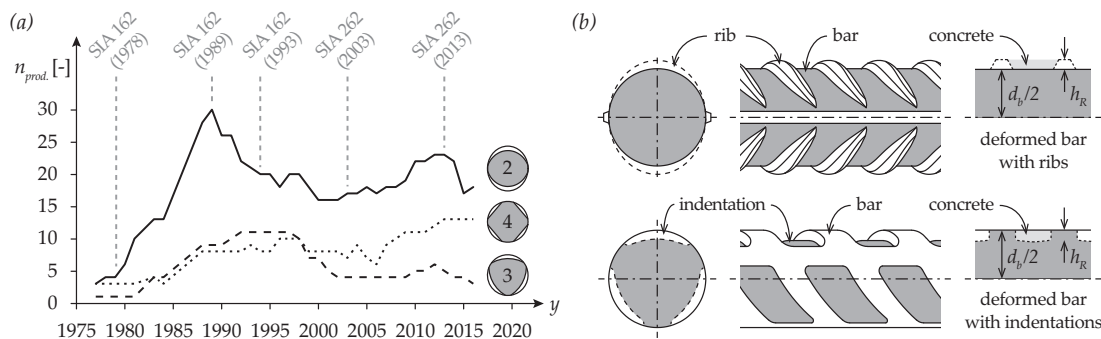 (a)
SIA 162
(1978)
SIA 162
(1989)
SIA 162
(1993)
SIA 262
(2003)
SIA 262
(2013)
n_prod. [-]
30
25
20
15
10
5
0
1975 1980 1985 1990 1995 2000 2005 2010 2015 2020
y
2
4
3
(b)
rib bar concrete
d_b/2 h_R
deformed bar
with ribs
indentation bar concrete
d_b/2 h_R
deformed bar
with indentations